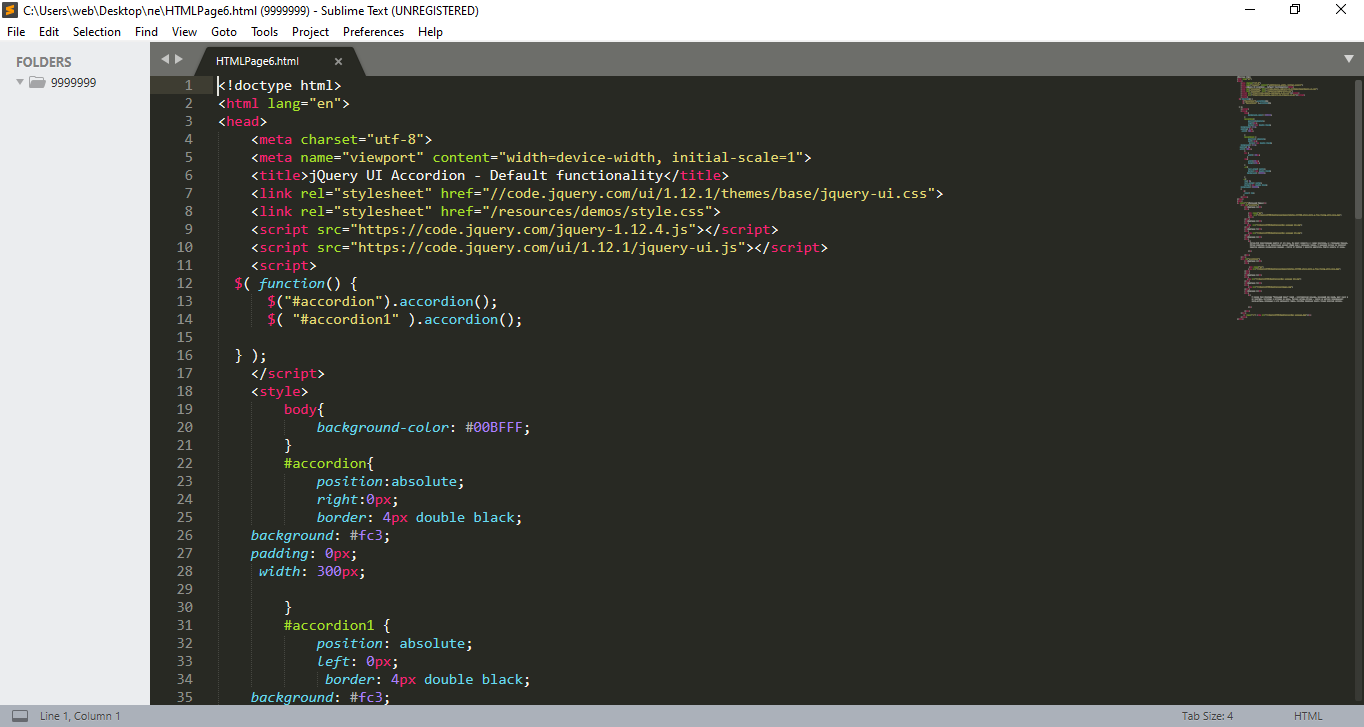 C:\Users\web\Desktop\пе\HTMLPage6.html (9999999) - Sublime Text (UNREGISTERED)
File Edit Selection Find View Goto Tools Project Preferences Help
FOLDERS
9999999
HTMLPage6.html
1 <!doctype html>
2 <html lang="en">
3 <head>
4 <meta charset="utf-8">
5 <meta name="viewport" content="width=device-width, initial-scale=1">
6 <title>jQuery UI Accordion - Default functionality</title>
7 <link rel="stylesheet" href="//code.jquery.com/ui/1.12.1/themes/base/jquery-ui.css">
8 <link rel="stylesheet" href="/resources/demos/style.css">
9 <script src="https://code.jquery.com/jquery-1.12.4.js"></script>
10 <script src="https://code.jquery.com/ui/1.12.1/jquery-ui.js"></script>
11 <script>
12 $( function() {
13 $("#accordion").accordion();
14 $( "#accordion1" ).accordion();
15
16 } );
17 </script>
18 <style>
19 body{
20 background-color: #00BFFF;
21 }
22 #accordion{
23 position:absolute;
24 right:0px;
25 border: 4px double black;
26 background: #fc3;
27 padding: 0px;
28 width: 300px;
29
30 }
31 #accordion1 {
32 position: absolute;
33 left: 0px;
34 border: 4px double black;
35 background: #fc3;
Line 1, Column 1
Tab Size: 4
HTML